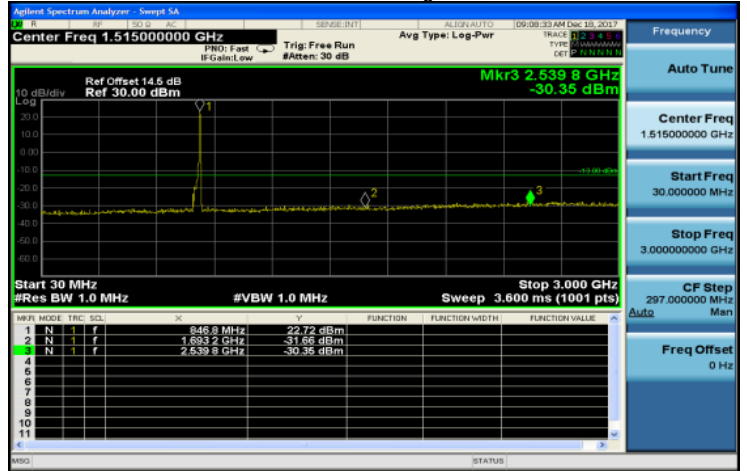 Agilent Spectrum Analyzer - Swept SA
LXI R RF 50 Ω AC SENSE:INT ALIGN AUTO 09:08:33 AM Dec 18, 2017
Center Freq 1.515000000 GHz
PNO: Fast
IFGain:Low
Trig: Free Run
#Atten: 30 dB
Avg Type: Log-Pwr
TRACE 1 2 3 4 5 6
TYPE M W W W W W
DET P N N N N N
Ref Offset 14.5 dB
10 dB/div Ref 30.00 dBm
Log
Mkr3 2.539 8 GHz
-30.35 dBm
20.0
10.0
0.00
-10.0
-20.0
-30.0
-40.0
-50.0
-60.0
1
2
3
-13.00 dBm
Start 30 MHz
#Res BW 1.0 MHz
#VBW 1.0 MHz
Stop 3.000 GHz
Sweep 3.600 ms (1001 pts)
MKR MODE TRC SCL X Y FUNCTION FUNCTION WIDTH FUNCTION VALUE
1 N 1 f 846.8 MHz 22.72 dBm
2 N 1 f 1.693 2 GHz -31.66 dBm
3 N 1 f 2.539 8 GHz -30.35 dBm
4
5
6
7
8
9
10
11
MSG STATUS
Frequency
Auto Tune
Center Freq
1.515000000 GHz
Start Freq
30.000000 MHz
Stop Freq
3.000000000 GHz
CF Step
297.000000 MHz
Auto Man
Freq Offset
0 Hz